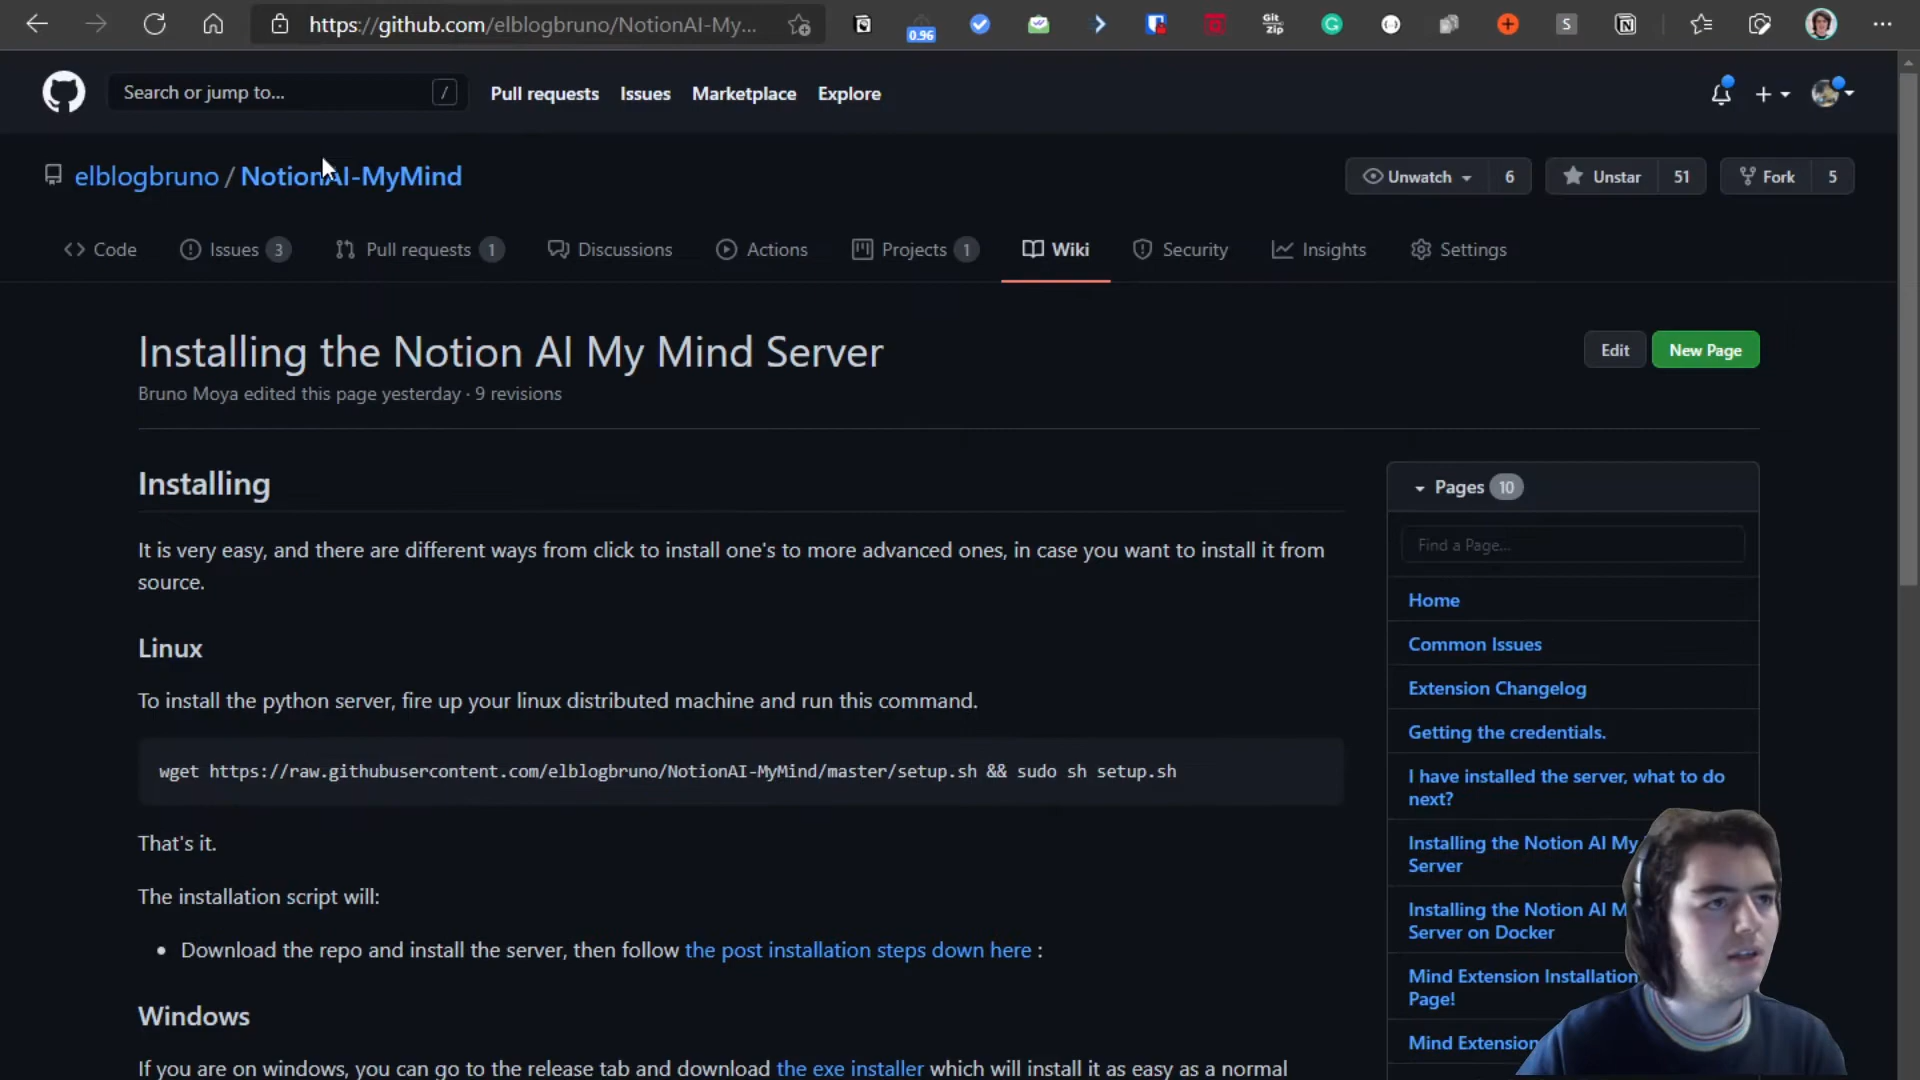 https://github.com/elblogbruno/NotionAI-My...
0.96
Git
zip
G
S
Search or jump to... /
Pull requests Issues Marketplace Explore
elblogbruno / NotionAI-MyMind
Unwatch 6 Unstar 51 Fork 5
Code Issues 3 Pull requests 1 Discussions Actions Projects 1 Wiki Security Insights Settings
Installing the Notion AI My Mind Server
Edit New Page
Bruno Moya edited this page yesterday · 9 revisions
Installing
It is very easy, and there are different ways from click to install one's to more advanced ones, in case you want to install it from
source.
Linux
To install the python server, fire up your linux distributed machine and run this command.
wget https://raw.githubusercontent.com/elblogbruno/NotionAI-MyMind/master/setup.sh && sudo sh setup.sh
That's it.
The installation script will:
• Download the repo and install the server, then follow the post installation steps down here :
Windows
If you are on windows, you can go to the release tab and download the exe installer which will install it as easy as a normal
Pages 10
Find a Page...
Home
Common Issues
Extension Changelog
Getting the credentials.
I have installed the server, what to do
next?
Installing the Notion AI My
Server
Installing the Notion AI M
Server on Docker
Mind Extension Installation
Page!
Mind Extension